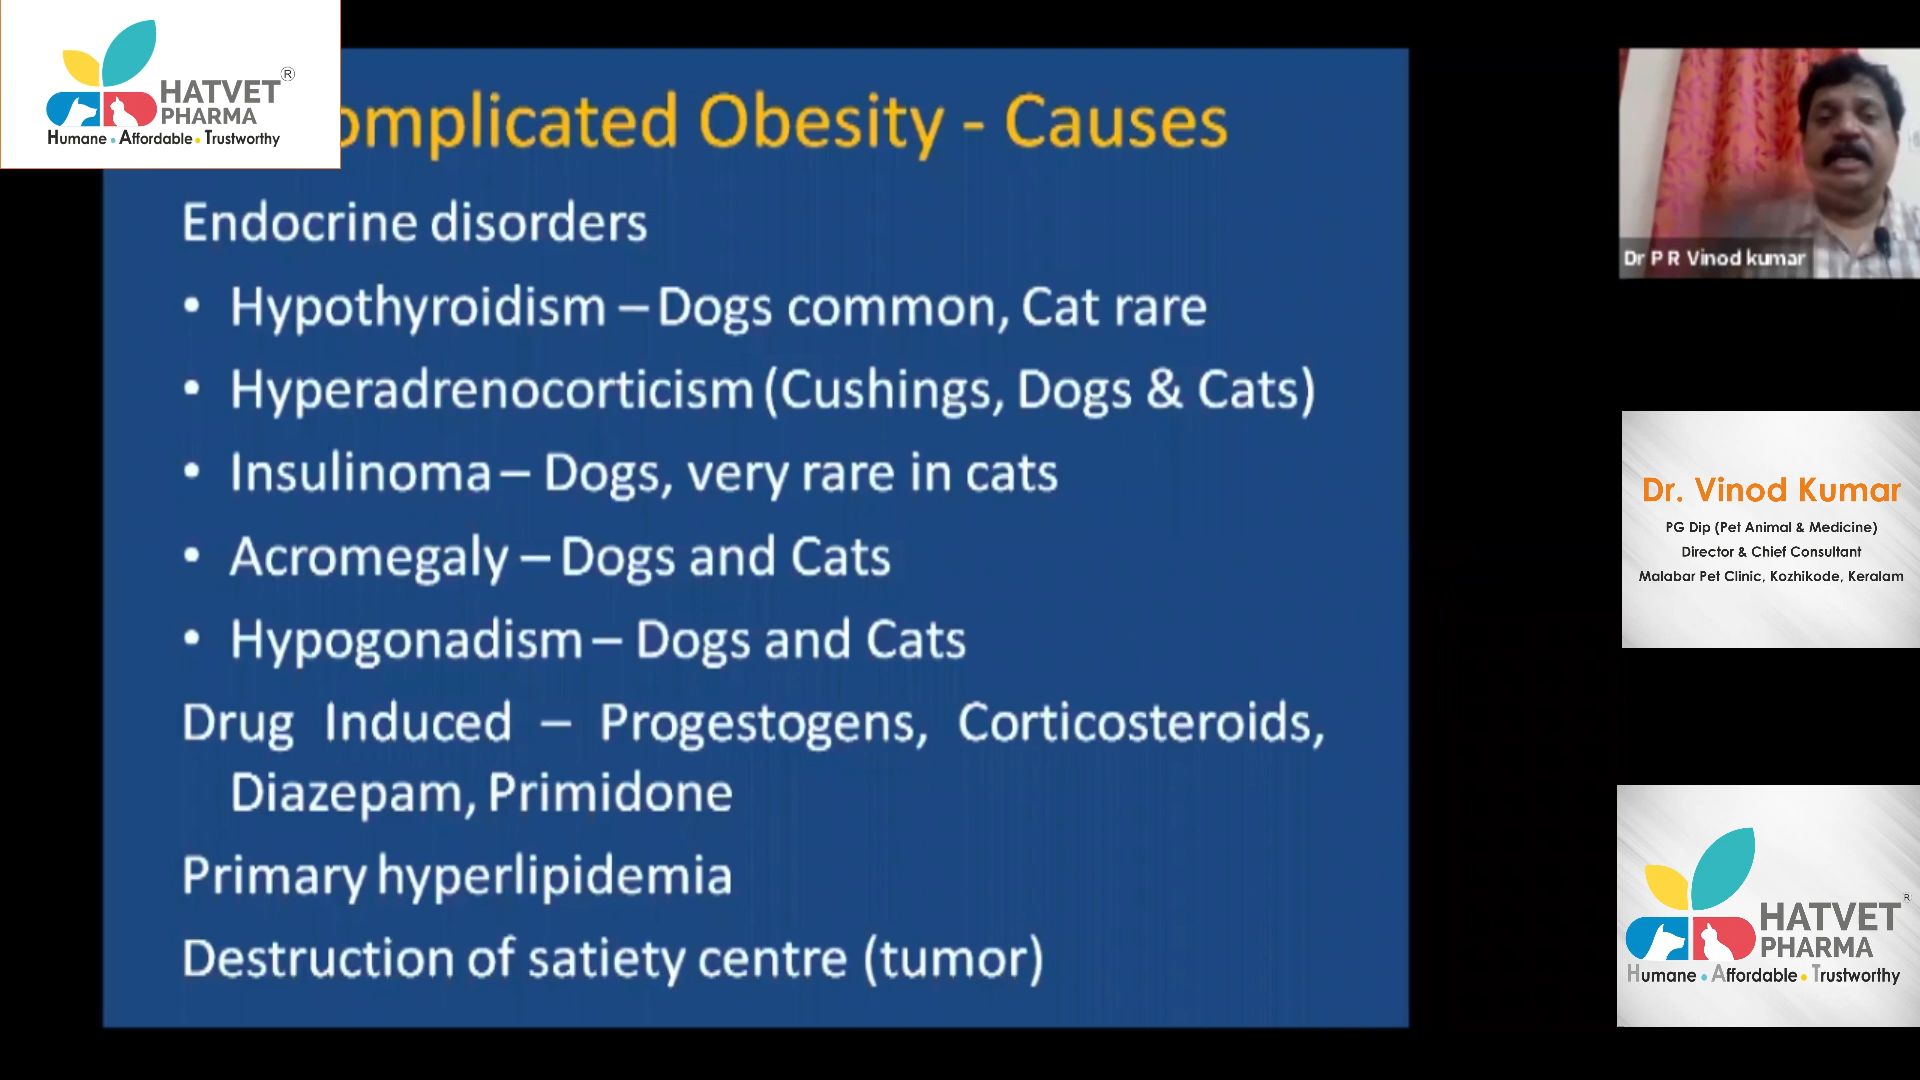 HATVET®
PHARMA
Humane • Affordable • Trustworthy
omplicated Obesity - Causes
Endocrine disorders
• Hypothyroidism – Dogs common, Cat rare
• Hyperadrenocorticism (Cushings, Dogs & Cats)
• Insulinoma – Dogs, very rare in cats
• Acromegaly – Dogs and Cats
• Hypogonadism – Dogs and Cats
Drug Induced – Progestogens, Corticosteroids,
Diazepam, Primidone
Primary hyperlipidemia
Destruction of satiety centre (tumor)
Dr P R Vinod kumar
Dr. Vinod Kumar
PG Dip (Pet Animal & Medicine)
Director & Chief Consultant
Malabar Pet Clinic, Kozhikode, Keralam
HATVET®
PHARMA
Humane • Affordable • Trustworthy